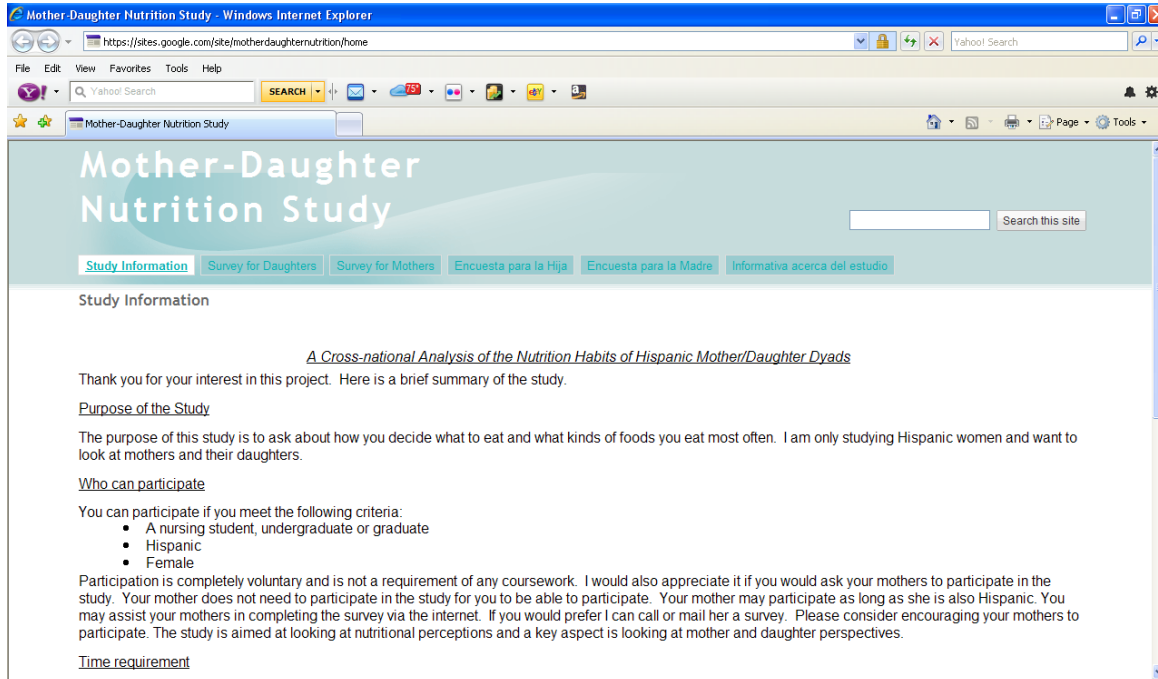 Mother-Daughter Nutrition Study - Windows Internet Explorer
https://sites.google.com/site/motherdaughternutrition/home
Yahoo! Search
File Edit View Favorites Tools Help
Y! Yahoo! Search SEARCH 75° eBY a
Mother-Daughter Nutrition Study Page Tools
Mother-Daughter
Nutrition Study
Search this site
Study Information Survey for Daughters Survey for Mothers Encuesta para la Hija Encuesta para la Madre Informativa acerca del estudio
Study Information
A Cross-national Analysis of the Nutrition Habits of Hispanic Mother/Daughter Dyads
Thank you for your interest in this project. Here is a brief summary of the study.
Purpose of the Study
The purpose of this study is to ask about how you decide what to eat and what kinds of foods you eat most often. I am only studying Hispanic women and want to
look at mothers and their daughters.
Who can participate
You can participate if you meet the following criteria:
• A nursing student, undergraduate or graduate
• Hispanic
• Female
Participation is completely voluntary and is not a requirement of any coursework. I would also appreciate it if you would ask your mothers to participate in the
study. Your mother does not need to participate in the study for you to be able to participate. Your mother may participate as long as she is also Hispanic. You
may assist your mothers in completing the survey via the internet. If you would prefer I can call or mail her a survey. Please consider encouraging your mothers to
participate. The study is aimed at looking at nutritional perceptions and a key aspect is looking at mother and daughter perspectives.
Time requirement